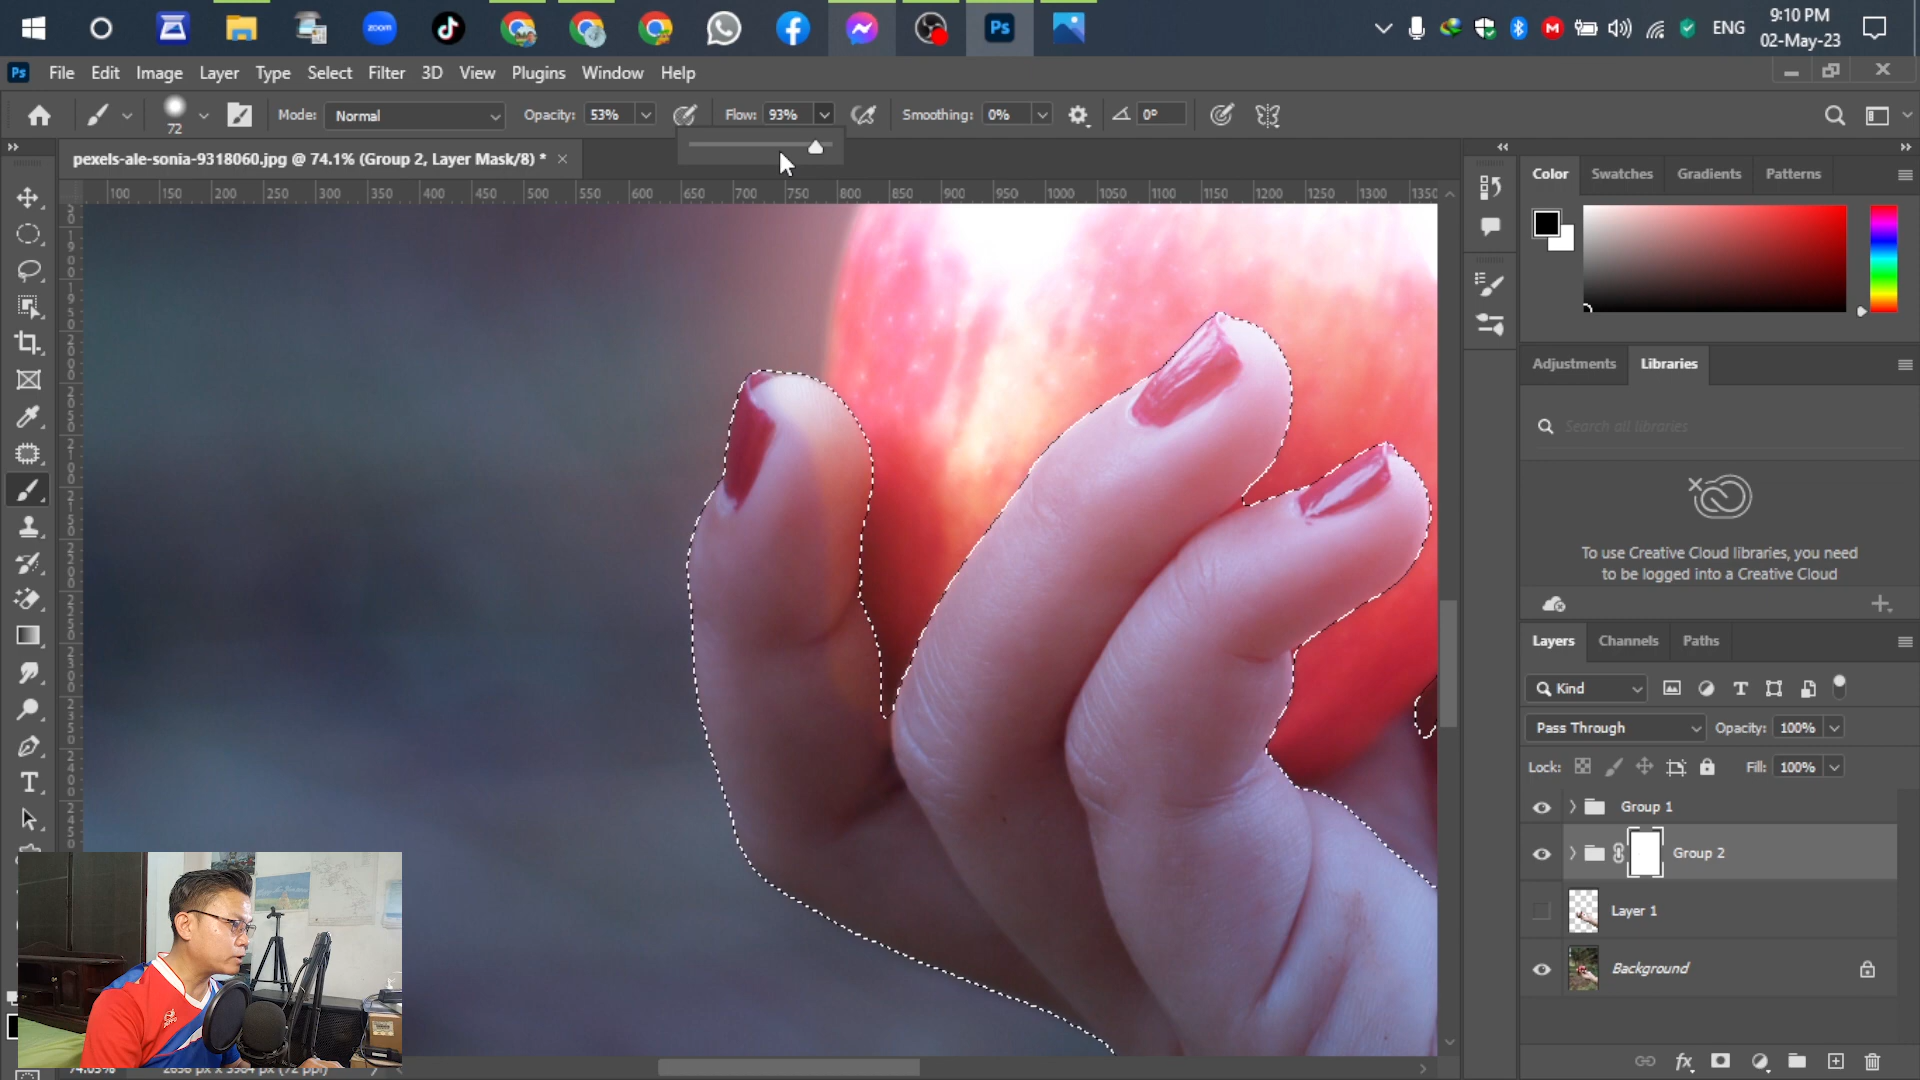 zoom
Ps
ENG
9:10 PM
02-May-23
Ps
File Edit Image Layer Type Select Filter 3D View Plugins Window Help
72
Mode: Normal
Opacity: 53%
Flow: 93%
Smoothing: 0%
0°
pexels-ale-sonia-9318060.jpg @ 74.1% (Group 2, Layer Mask/8) *
100 150 200 250 300 350 400 450 500 550 600 650 700 750 800 850 900 950 1000 1050 1100 1150 1200 1250 1300 1350
Color Swatches Gradients Patterns
Adjustments Libraries
Search all libraries
To use Creative Cloud libraries, you need
to be logged into a Creative Cloud
Layers Channels Paths
Kind
Pass Through Opacity: 100%
Lock: Fill: 100%
Group 1
Group 2
Layer 1
Background
fx